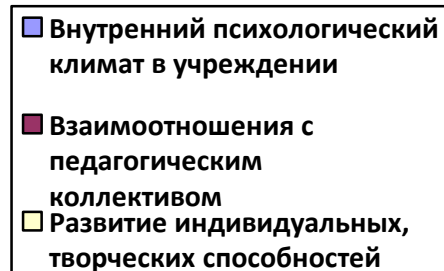 Внутренний психологический
климат в учреждении
Взаимоотношения с
педагогическим
коллективом
Развитие индивидуальных,
творческих способностей